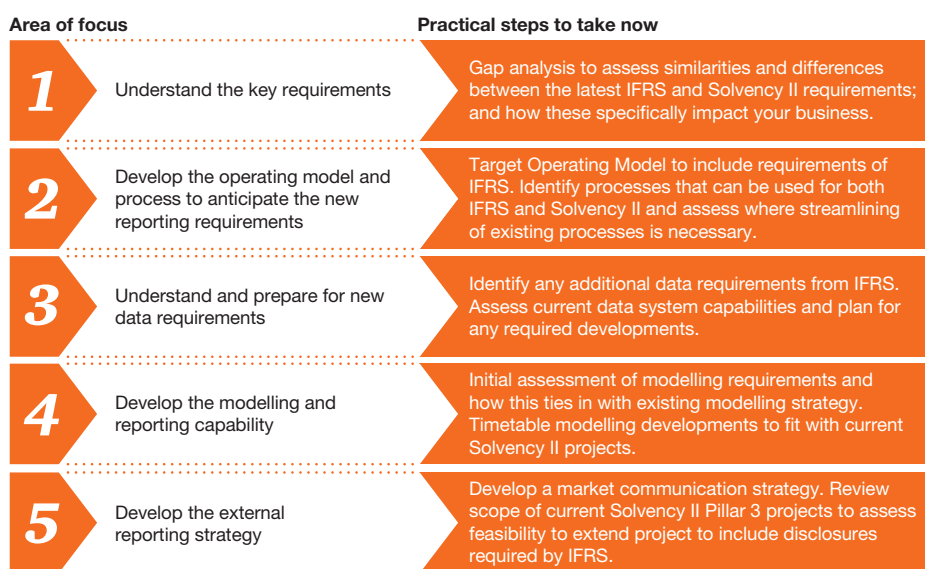 Area of focus
Practical steps to take now
1
Understand the key requirements
Gap analysis to assess similarities and differences
between the latest IFRS and Solvency II requirements;
and how these specifically impact your business.
2
Develop the operating model and
process to anticipate the new
reporting requirements
Target Operating Model to include requirements of
IFRS. Identify processes that can be used for both
IFRS and Solvency II and assess where streamlining
of existing processes is necessary.
3
Understand and prepare for new
data requirements
Identify any additional data requirements from IFRS.
Assess current data system capabilities and plan for
any required developments.
4
Develop the modelling and
reporting capability
Initial assessment of modelling requirements and
how this ties in with existing modelling strategy.
Timetable modelling developments to fit with current
Solvency II projects.
5
Develop the external
reporting strategy
Develop a market communication strategy. Review
scope of current Solvency II Pillar 3 projects to assess
feasibility to extend project to include disclosures
required by IFRS.